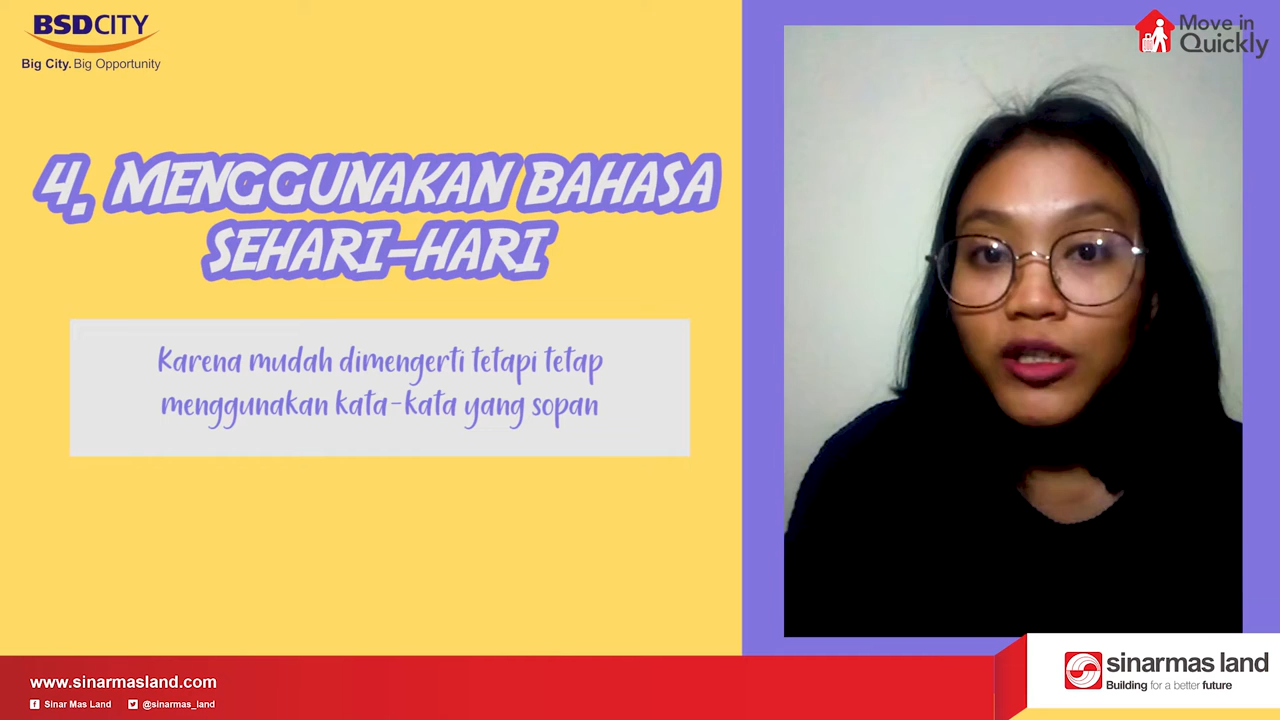 BSDCITY
Big City. Big Opportunity
Move in
Quickly
4. MENGGUNAKAN BAHASA
SEHARI-HARI
Karena mudah dimengerti tetapi tetap
menggunakan kata-kata yang sopan
www.sinarmasland.com
Sinar Mas Land
@sinarmas_land
sinarmas land
Building for a better future